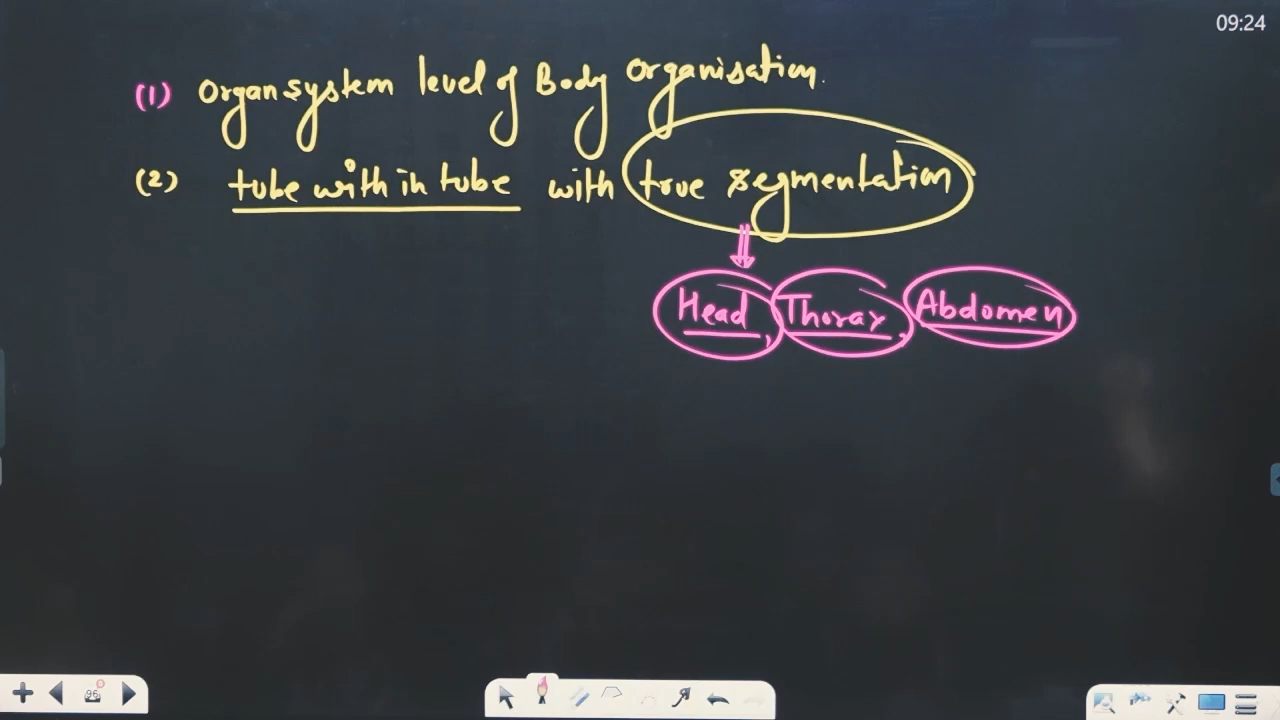 09:24
(1) Organsystem level of Body Organisation.
(2) tube with in tube with true segmentation
Head, Thorax, Abdomen
96